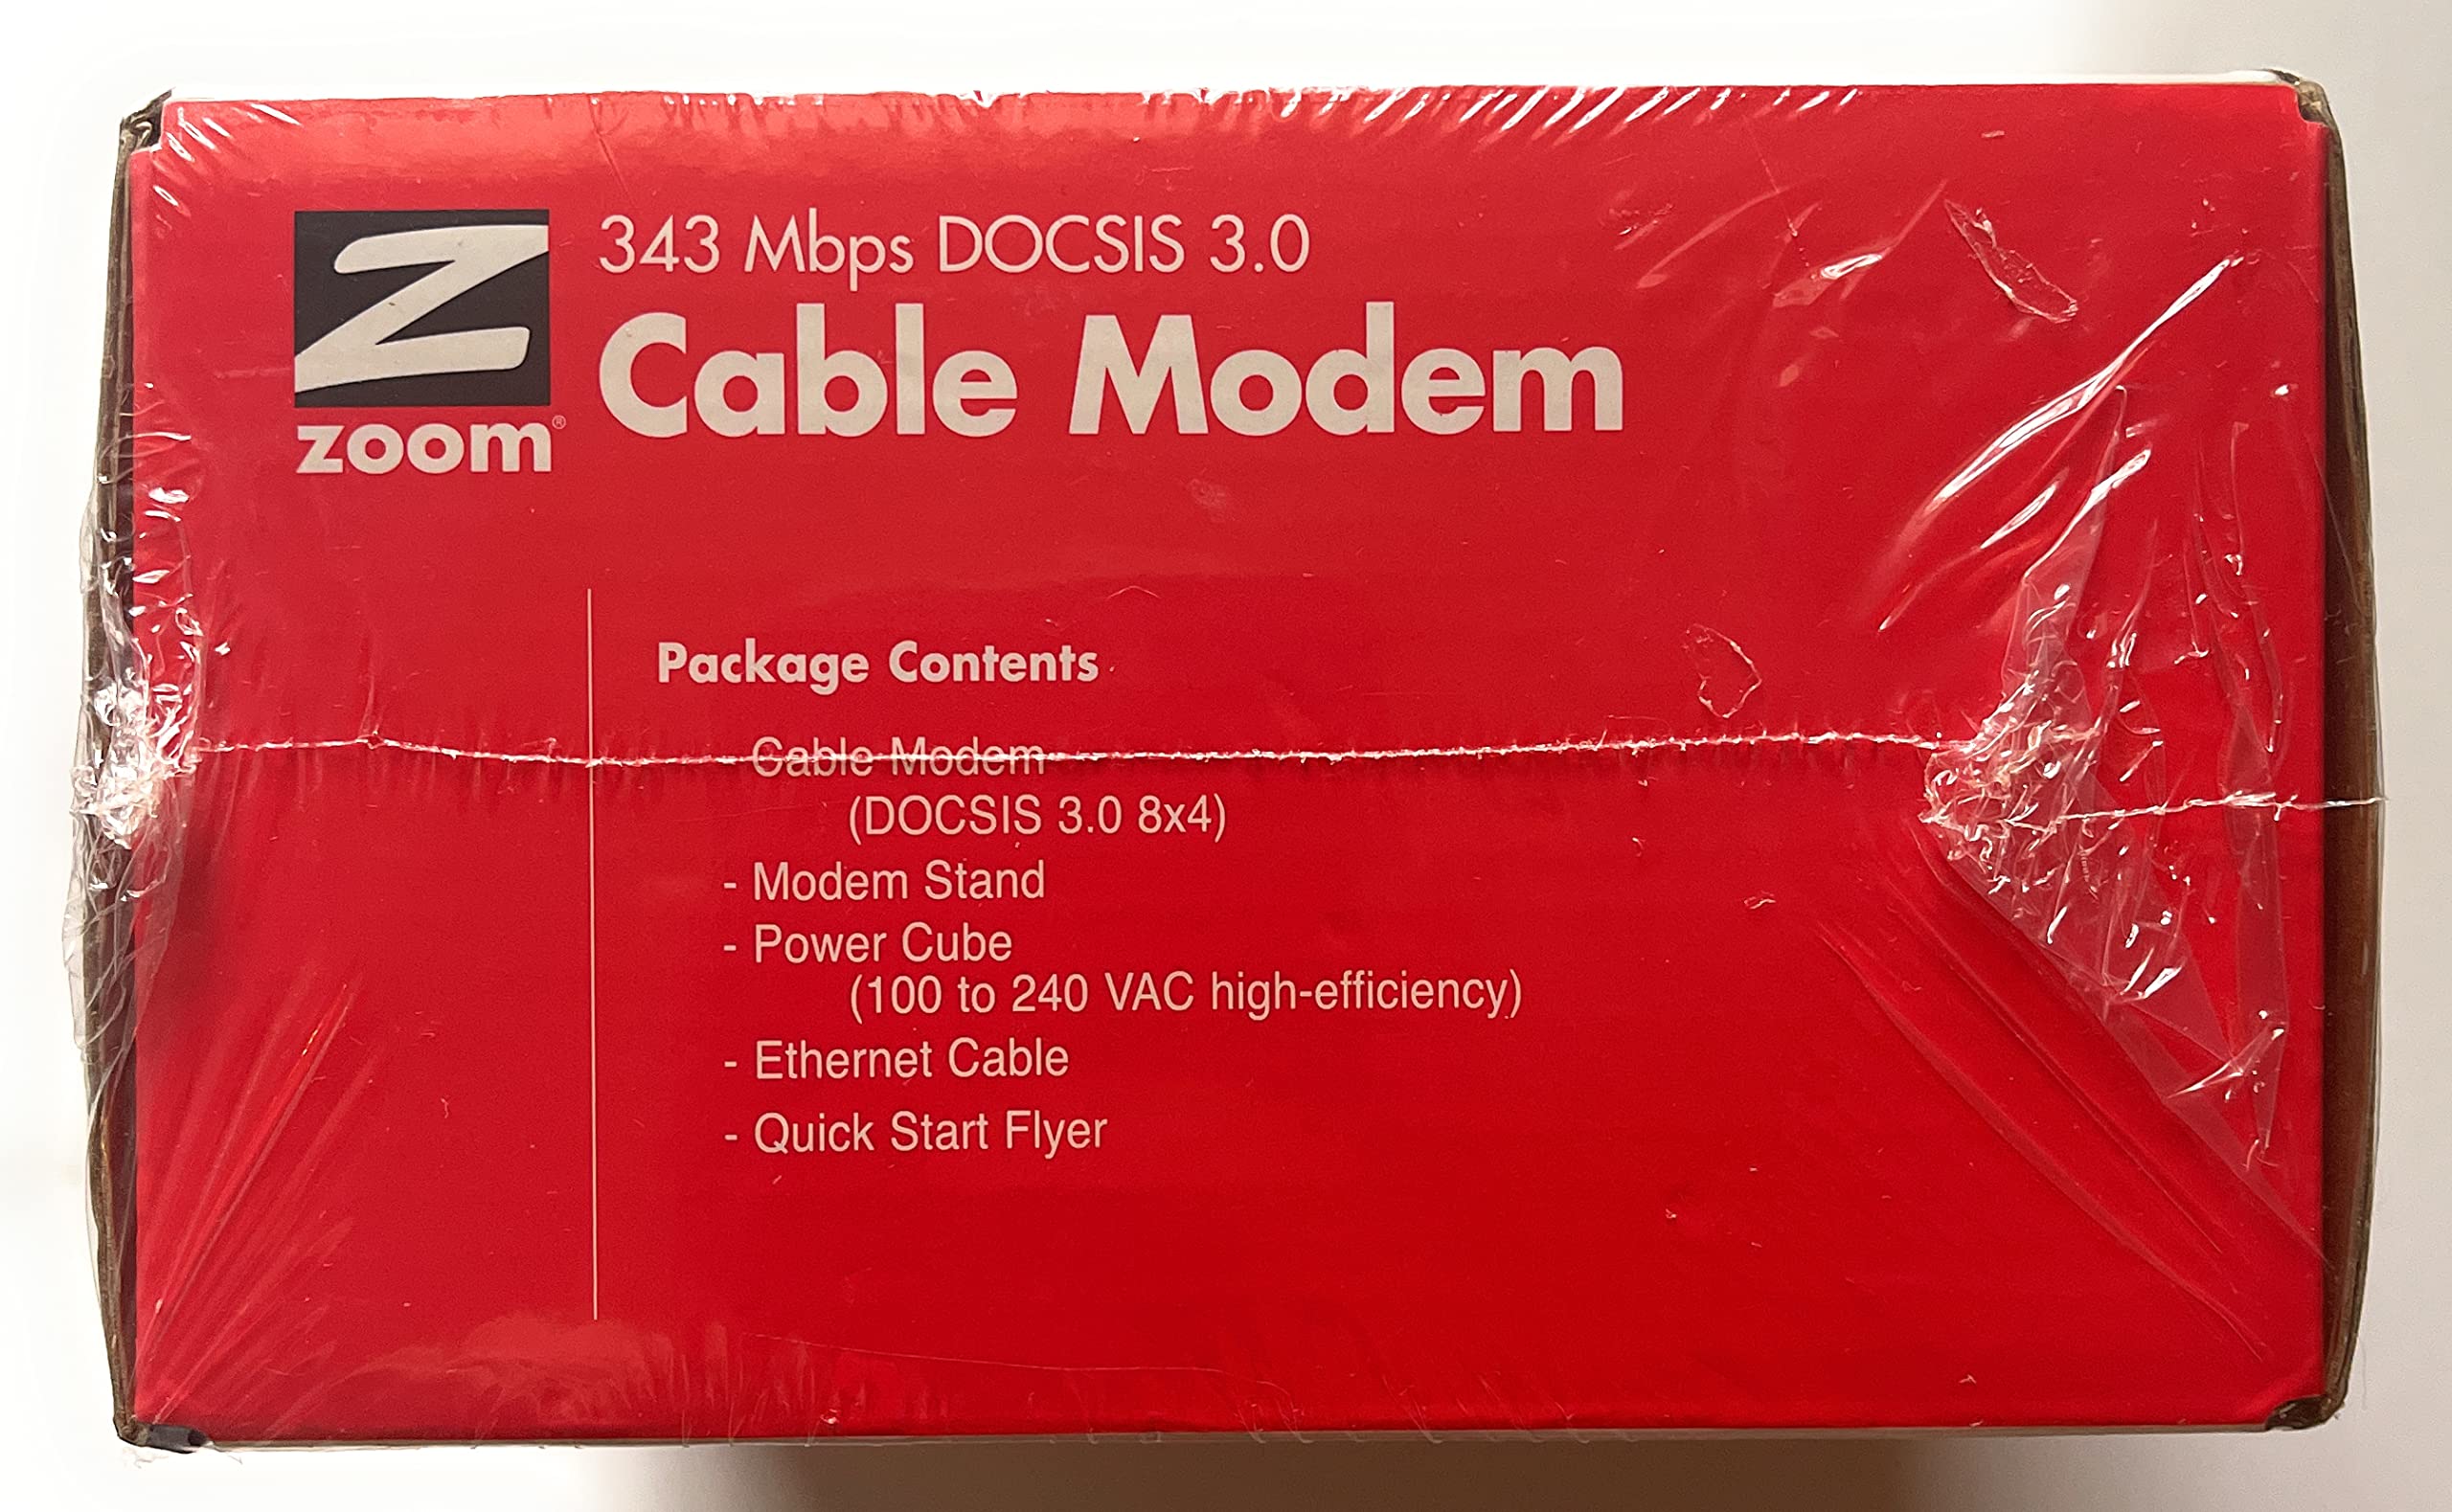 343 Mbps DOCSIS 3.0
Z
Cable Modem
zoom®
Package Contents
- Cable Modem
(DOCSIS 3.0 8x4)
- Modem Stand
- Power Cube
(100 to 240 VAC high-efficiency)
- Ethernet Cable
- Quick Start Flyer